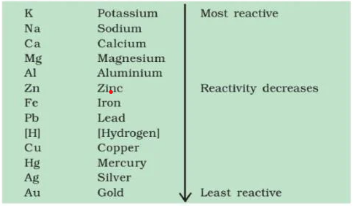 K Potassium Most reactive
Na Sodium
Ca Calcium
Mg Magnesium
Al Aluminium
Zn Zinc Reactivity decreases
Fe Iron
Pb Lead
[H] [Hydrogen]
Cu Copper
Hg Mercury
Ag Silver
Au Gold Least reactive